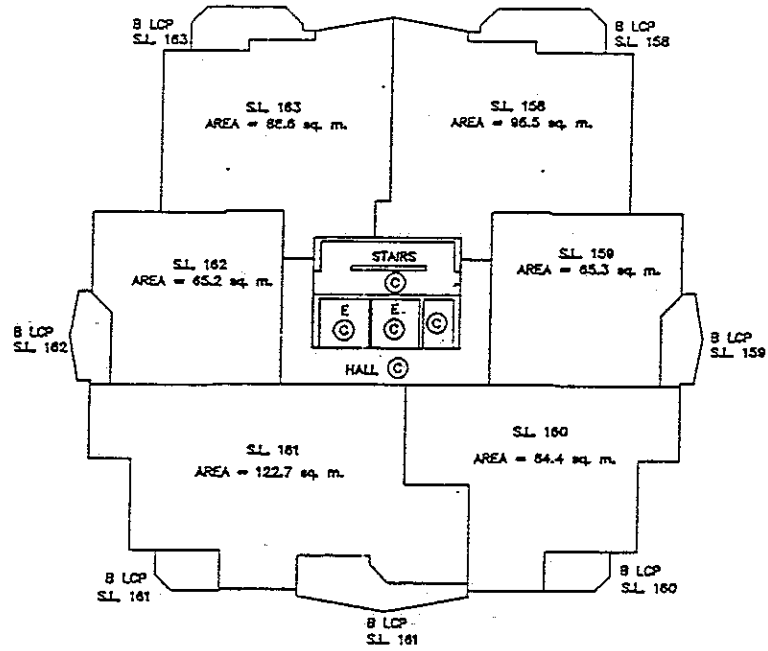 B LCP
S.L. 163
B LCP
S.L. 158
S.L. 163
AREA = 88.6 sq. m.
S.L. 158
AREA = 96.5 sq. m.
STAIRS
C
S.L. 162
AREA = 65.2 sq. m.
S.L. 159
AREA = 65.3 sq. m.
E
C
E
C
C
B LCP
S.L. 162
B LCP
S.L. 159
HALL C
S.L. 161
AREA = 122.7 sq. m.
S.L. 160
AREA = 84.4 sq. m.
B LCP
S.L. 161
B LCP
S.L. 160
B LCP
S.L. 161